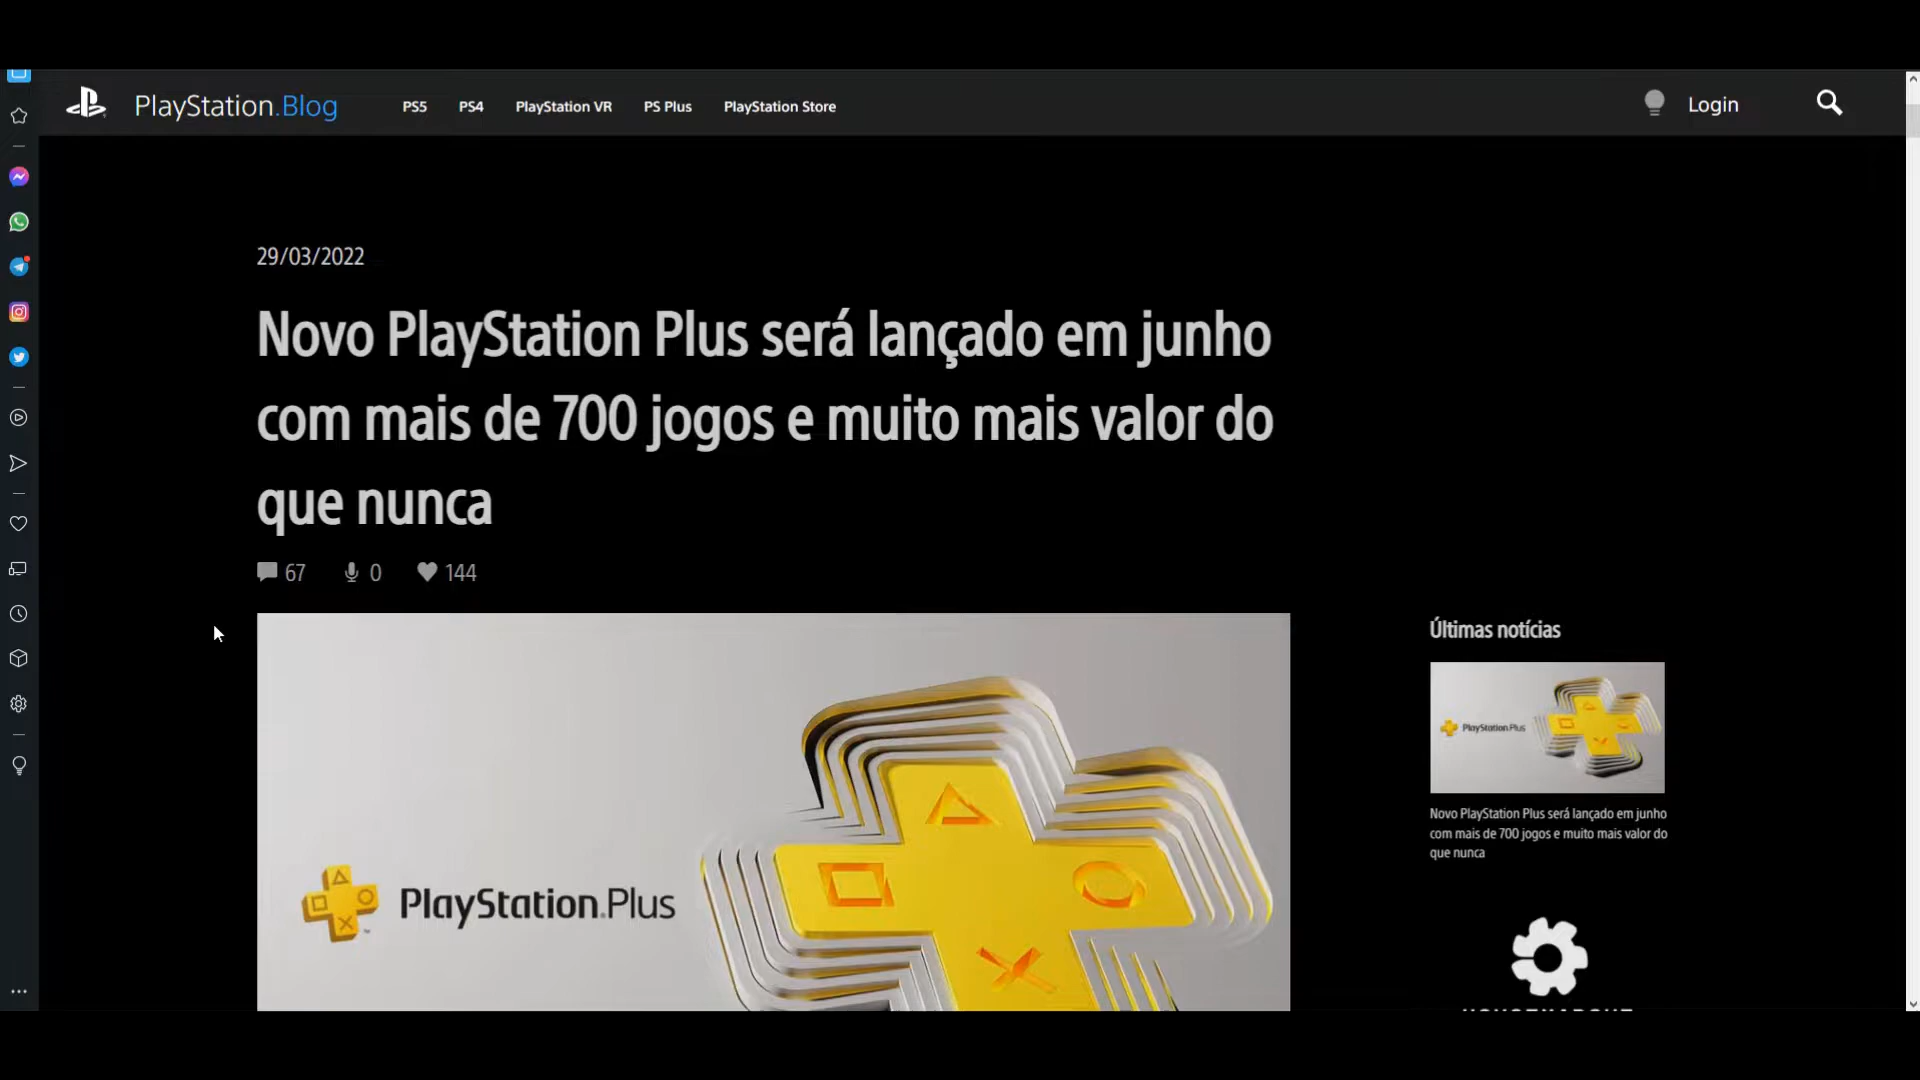 PlayStation.Blog
PS5
PS4
PlayStation VR
PS Plus
PlayStation Store
Login
29/03/2022
Novo PlayStation Plus será lançado em junho
com mais de 700 jogos e muito mais valor do
que nunca
67
0
144
PlayStation.Plus
Últimas notícias
PlayStation.Plus
Novo PlayStation Plus será lançado em junho
com mais de 700 jogos e muito mais valor do
que nunca